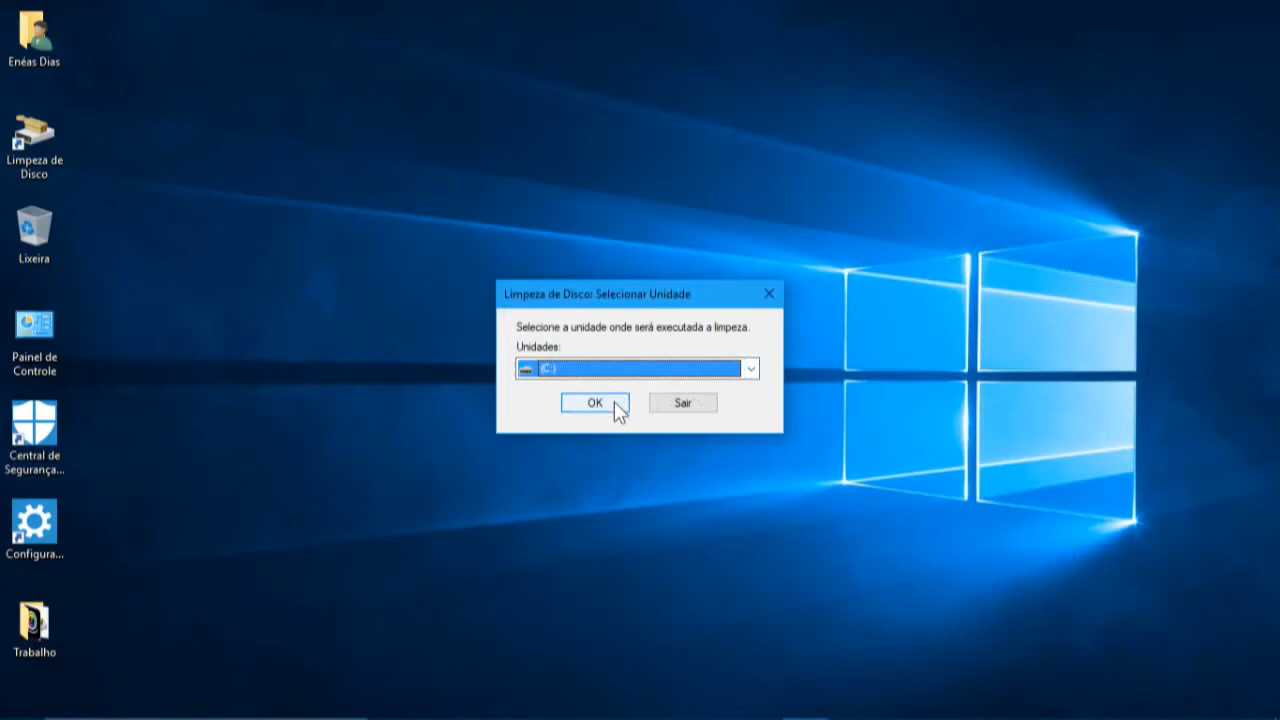 Enéas Dias
Limpeza de
Disco
Lixeira
Painel de
Controle
Central de
Segurança...
Configura...
Trabalho
Limpeza de Disco: Selecionar Unidade
Selecione a unidade onde será executada a limpeza.
Unidades:
(C:)
OK
Sair